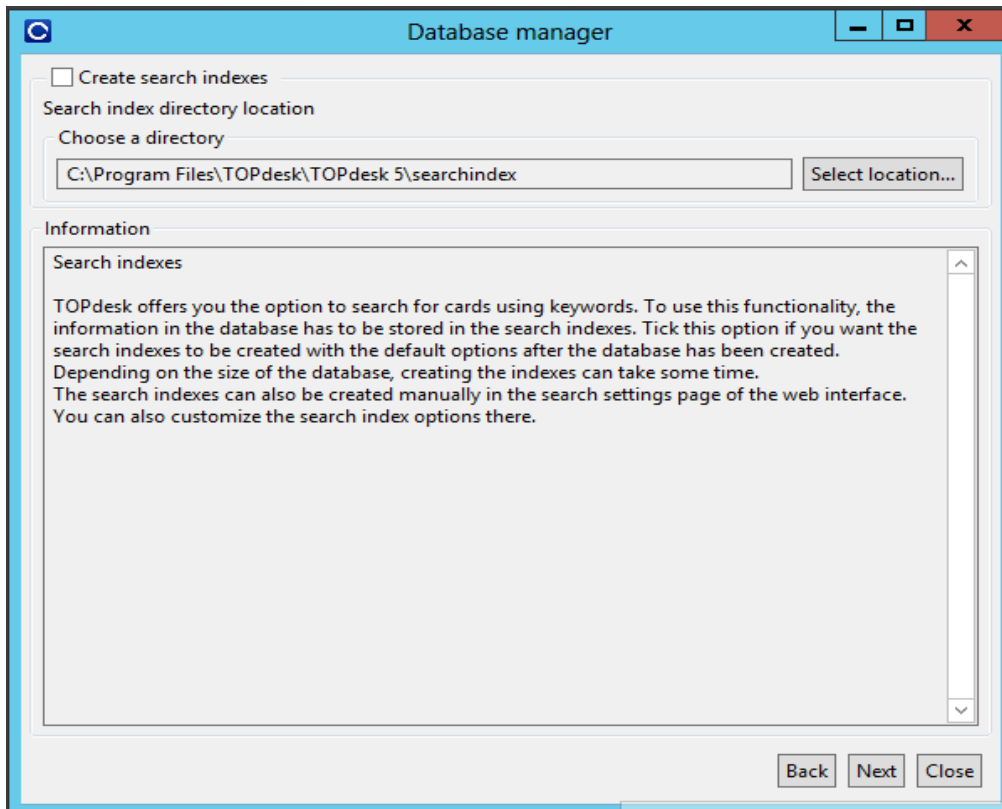 Database manager
Create search indexes
Search index directory location
Choose a directory
C:\Program Files\TOPdesk\TOPdesk 5\searchindex
Select location...
Information
Search indexes
TOPdesk offers you the option to search for cards using keywords. To use this functionality, the
information in the database has to be stored in the search indexes. Tick this option if you want the
search indexes to be created with the default options after the database has been created.
Depending on the size of the database, creating the indexes can take some time.
The search indexes can also be created manually in the search settings page of the web interface.
You can also customize the search index options there.
Back Next Close